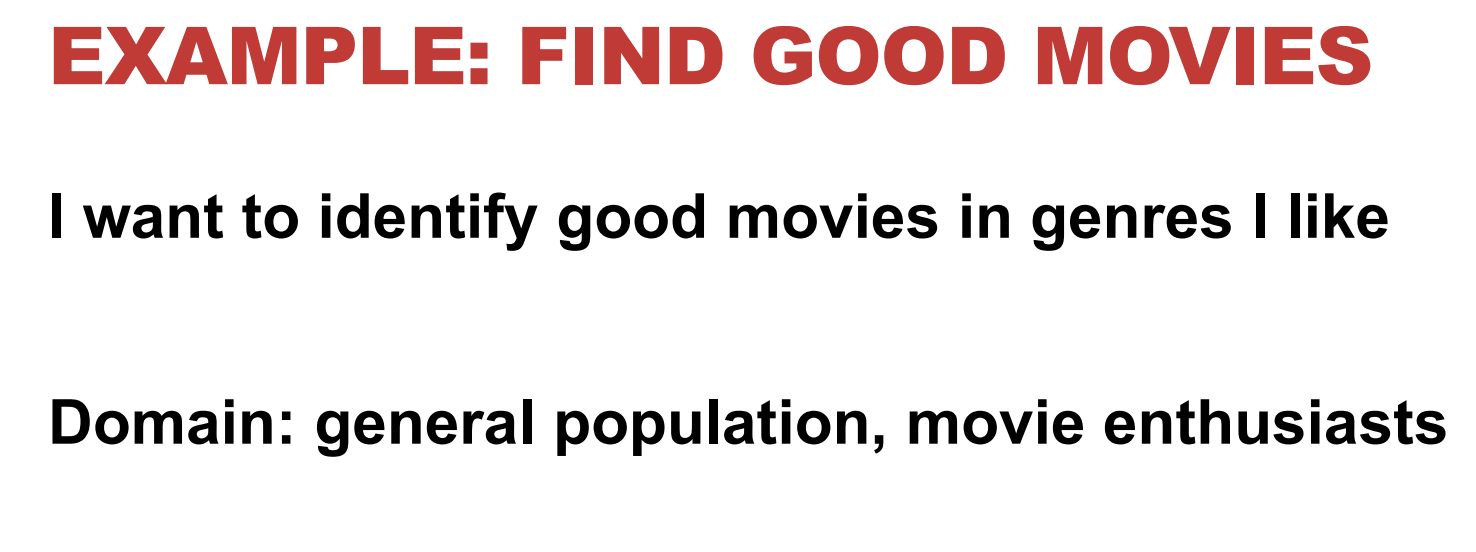 EXAMPLE: FIND GOOD MOVIES
I want to identify good movies in genres I like
Domain: general population, movie enthusiasts